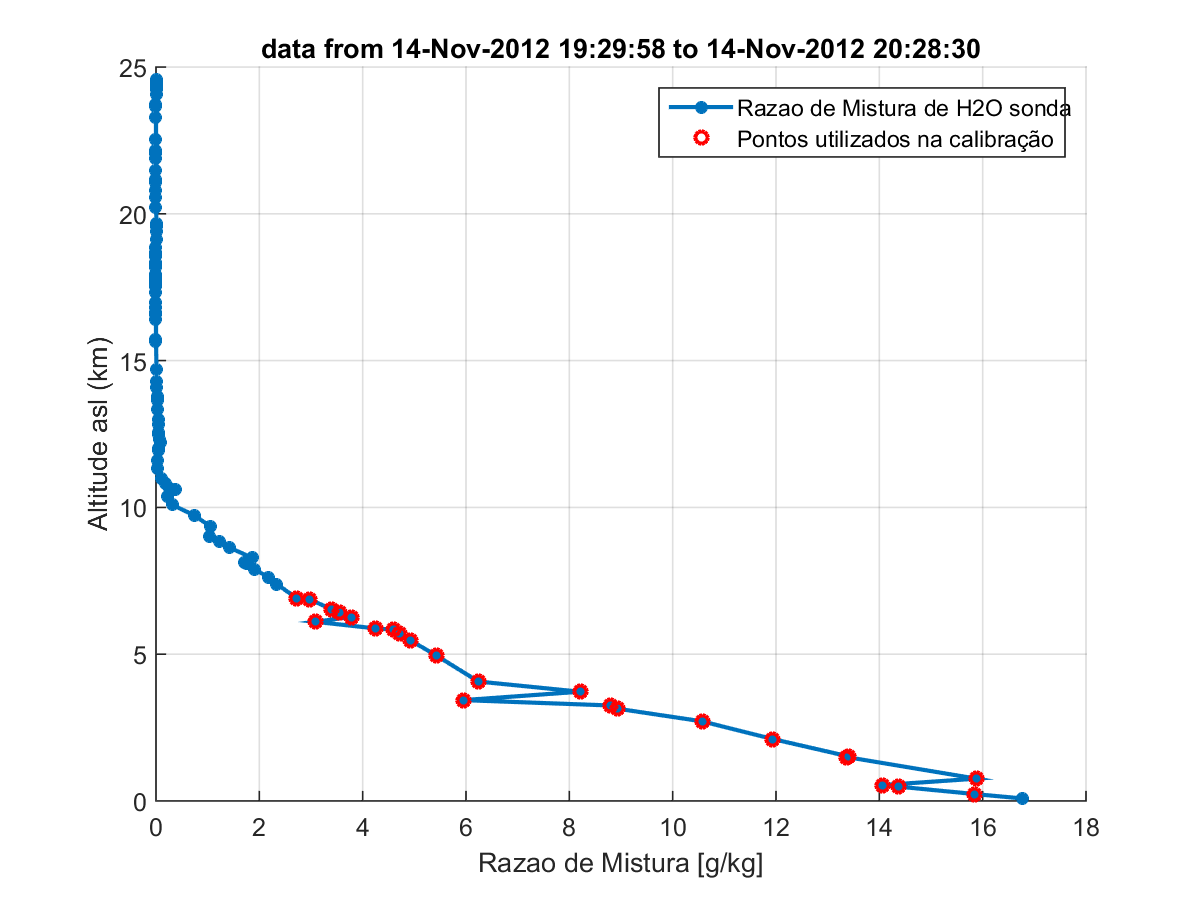 data from 14-Nov-2012 19:29:58 to 14-Nov-2012 20:28:30
Razao de Mistura de H2O sonda
Pontos utilizados na calibração
25
20
15
10
5
0
Altitude asl (km)
0 2 4 6 8 10 12 14 16 18
Razao de Mistura [g/kg]